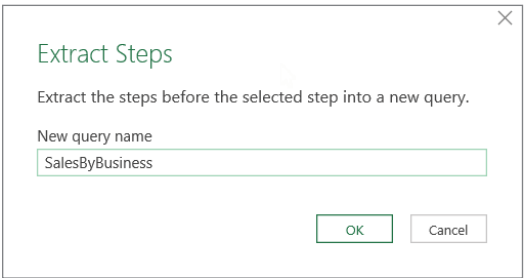 Extract Steps
Extract the steps before the selected step into a new query.
New query name
SalesByBusiness
OK Cancel